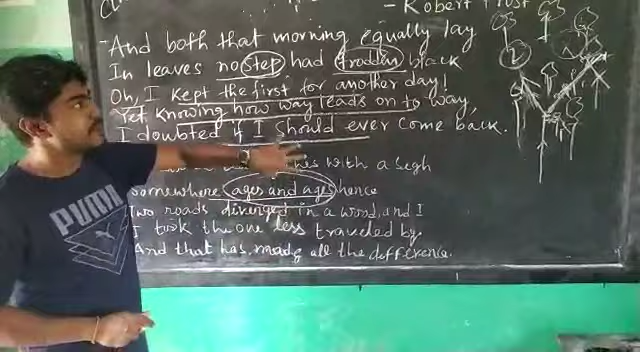 - Robert Frost
And both that morning equally lay
In leaves no step had trodden black
Oh, I kept the first for another day!
Yet knowing how way leads on to way,
I doubted if I should ever come back.
this with a segh
Somewhere ages and ages hence
Two roads diverged in a wood, and I
I took the one less traveled by,
And that has made all the difference.
2
PUMA